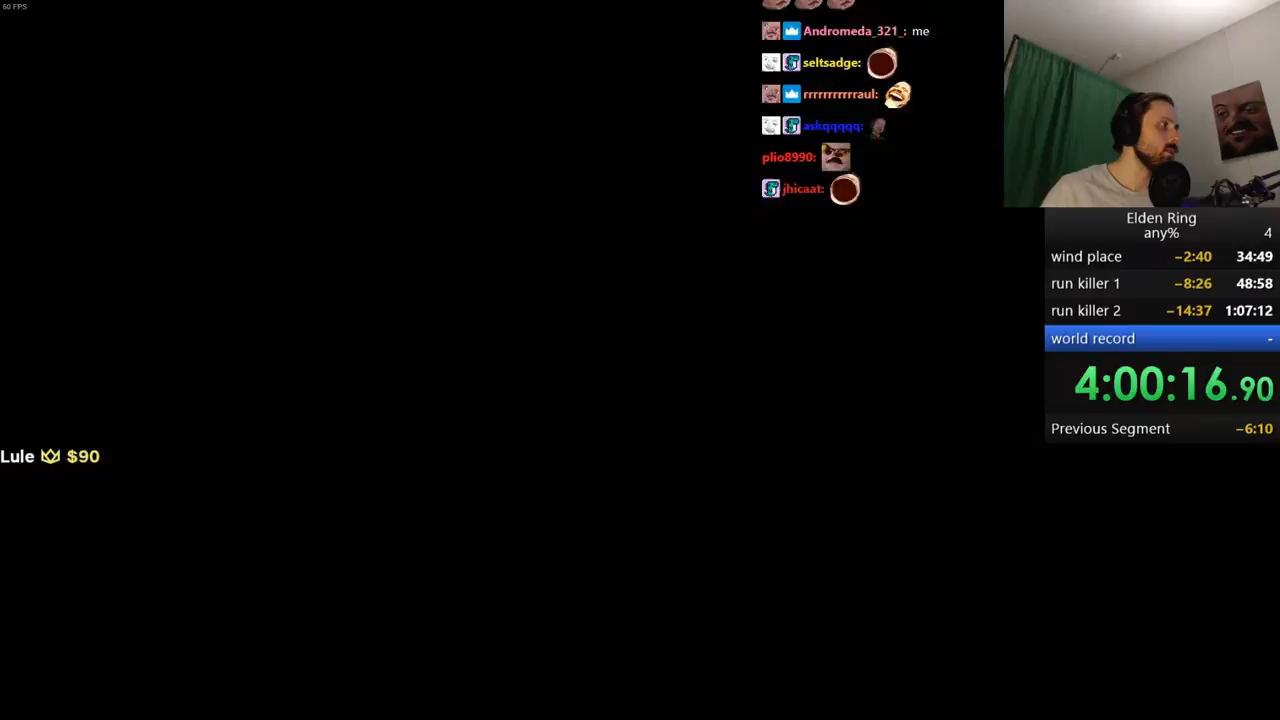 60 FPS
Andromeda_321_: me
seltsadge:
rrrrrrrrrrraul:
askqqqqq:
plio8990:
jhicaat:
Elden Ring
any% 4
wind place -2:40 34:49
run killer 1 -8:26 48:58
run killer 2 -14:37 1:07:12
world record -
4:00:16.90
Previous Segment -6:10
Lule $90